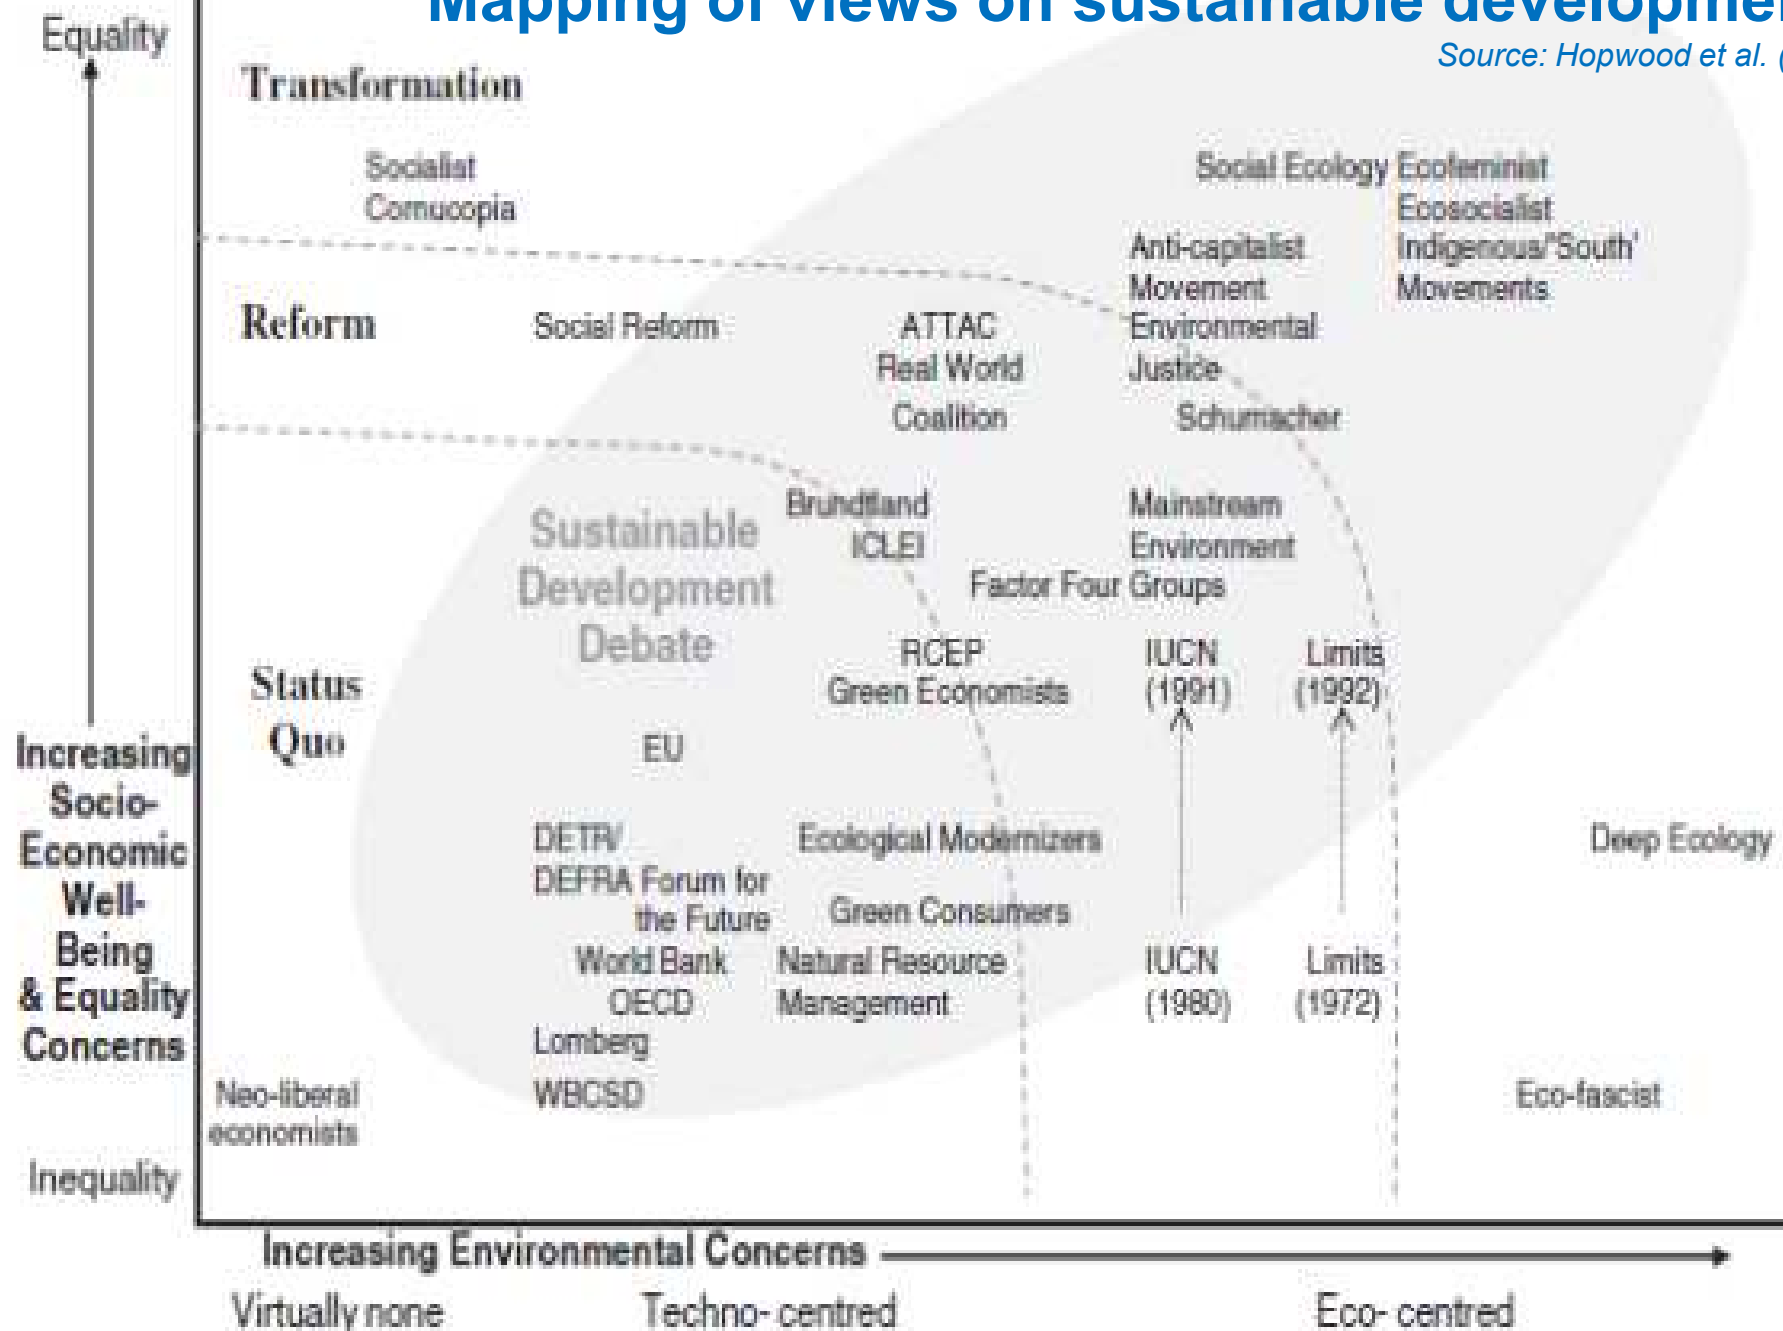 Mapping of views on sustainable developmen
Source: Hopwood et al. (
Equality
Transformation
Socialist
Cornucopia
Social Ecology Ecofeminist
Ecosocialist
Anti-capitalist
Movement
Indigenous/'South'
Movements
Reform
Social Reform
ATTAC
Real World
Coalition
Environmental
Justice
Schumacher
Sustainable
Development
Debate
Bruhdtland
ICLEI
Mainstream
Environment
Factor Four Groups
Status
Quo
RCEP
Green Economists
IUCN
(1991)
Limits
(1992)
EU
Increasing
Socio-
Economic
Well-
Being
& Equality
Concerns
DETR/
DEFRA Forum for
the Future
Ecological Modernizers
Deep Ecology
Green Consumers
World Bank
OECD
Natural Resource
Management
IUCN
(1980)
Limits
(1972)
Lomberg
WBCSD
Neo-liberal
economists
Eco-fascist
Inequality
Increasing Environmental Concerns
Virtually none
Techno- centred
Eco- centred